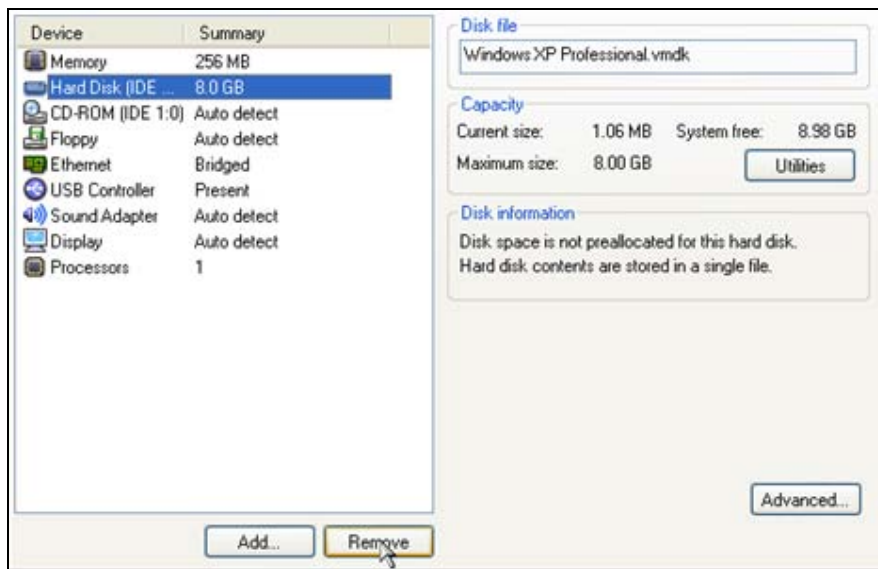 Device Summary
Memory 256 MB
Hard Disk (IDE ... 8.0 GB
CD-ROM (IDE 1:0) Auto detect
Floppy Auto detect
Ethernet Bridged
USB Controller Present
Sound Adapter Auto detect
Display Auto detect
Processors 1
Add...
Remove
Disk file
Windows XP Professional.vmdk
Capacity
Current size: 1.06 MB System free: 8.98 GB
Maximum size: 8.00 GB
Utilities
Disk information
Disk space is not preallocated for this hard disk.
Hard disk contents are stored in a single file.
Advanced...